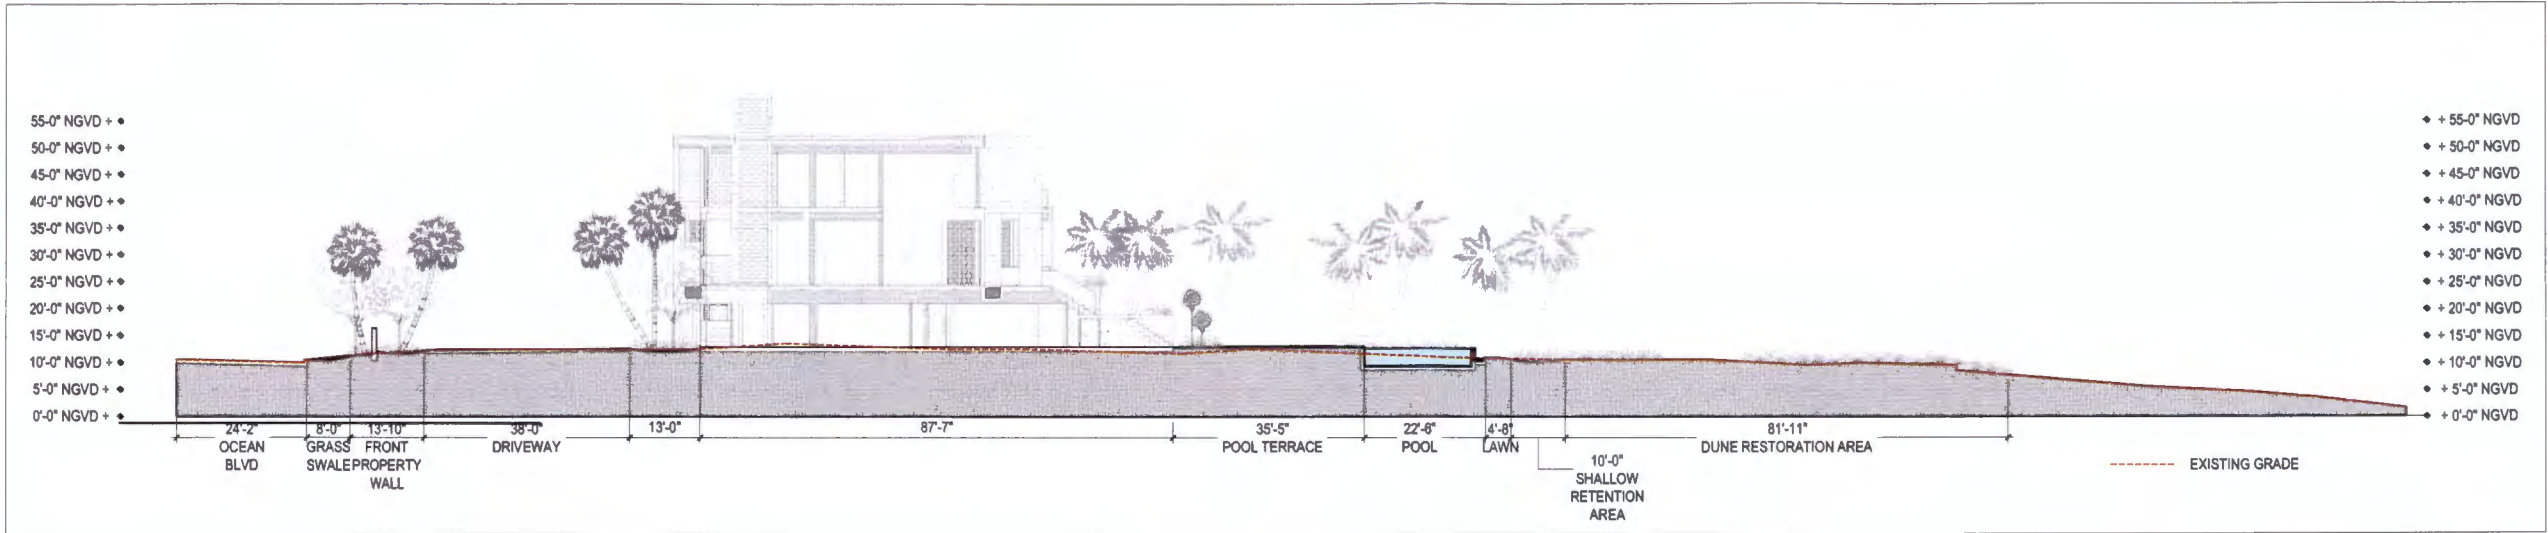 55-0" NGVD +
50-0" NGVD +
45-0" NGVD +
40'-0" NGVD +
35'-0" NGVD +
30'-0" NGVD +
25'-0" NGVD +
20'-0" NGVD +
15'-0" NGVD +
10'-0" NGVD +
5'-0" NGVD +
0'-0" NGVD +
+ 55-0" NGVD
+ 50-0" NGVD
+ 45-0" NGVD
+ 40'-0" NGVD
+ 35'-0" NGVD
+ 30'-0" NGVD
+ 25'-0" NGVD
+ 20'-0" NGVD
+ 15'-0" NGVD
+ 10'-0" NGVD
+ 5'-0" NGVD
+ 0'-0" NGVD
24'-2"
OCEAN
BLVD
8'-0"
GRASS
SWALE
13'-10"
FRONT
PROPERTY
WALL
38'-0"
DRIVEWAY
13'-0"
87'-7"
35'-5"
POOL TERRACE
22'-6"
POOL
4'-8"
LAWN
10'-0"
SHALLOW
RETENTION
AREA
81'-11"
DUNE RESTORATION AREA
EXISTING GRADE